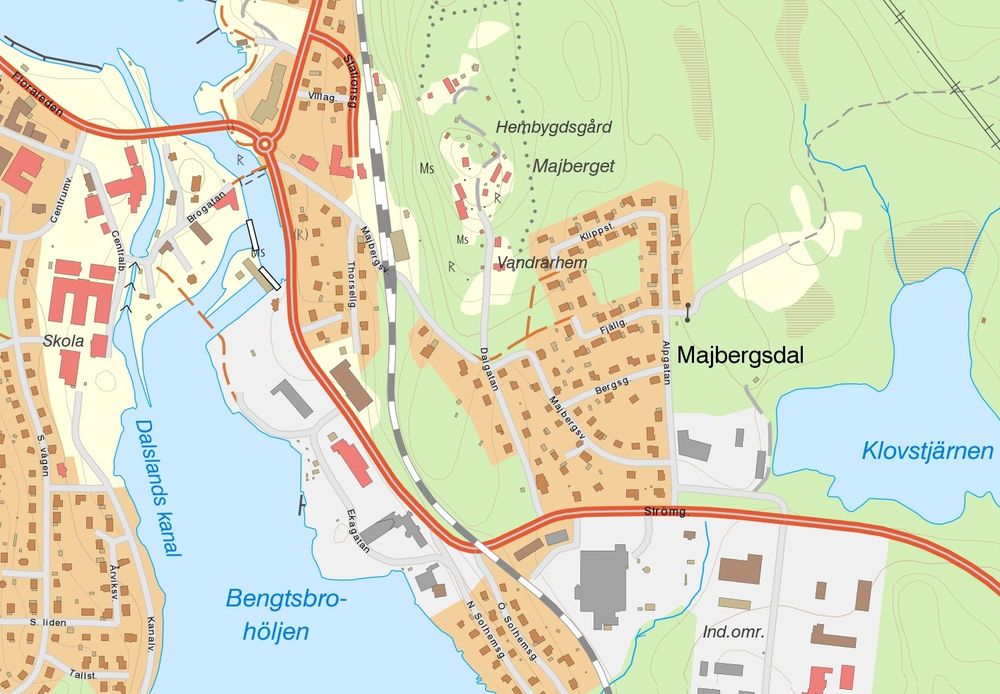 Floraleden
Stationsg.
Villag.
Hembygdsgård
Majberget
Ms
R
Centrumv.
Brogatan
R
(R)
Klippst.
Ms
Centralb.
Majbergsv.
Ms
R
Vandrarhem
Thorsellg.
Skola
Fjällg.
Alpgatan
Majbergsdal
Dalgatan
Bergsg.
Majbergsv.
S. vägen
Dalslands kanal
Klovstjärnen
Ekagatan
Strömg.
Årviksv.
Bengtsbro-
höljen
S. liden
Kanalv.
N. Solhemsg.
Ö. Solhemsg.
Ind.omr.
Tallst.